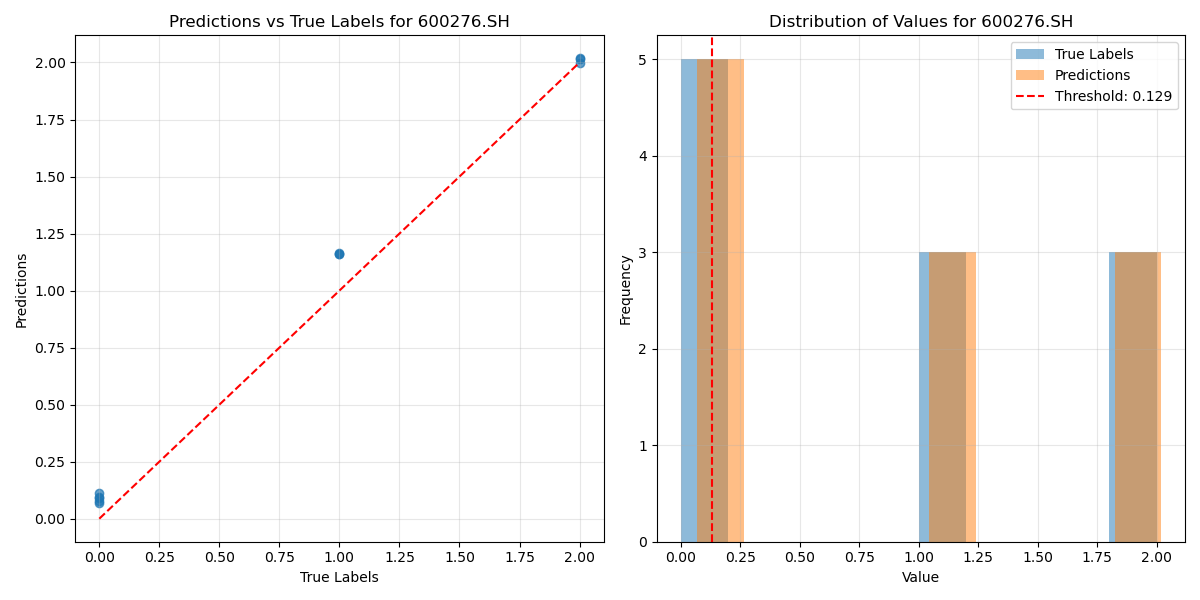 Predictions vs True Labels for 600276.SH
Predictions
2.00
1.75
1.50
1.25
1.00
0.75
0.50
0.25
0.00
0.00 0.25 0.50 0.75 1.00 1.25 1.50 1.75 2.00
True Labels
Distribution of Values for 600276.SH
True Labels
Predictions
Threshold: 0.129
Frequency
5
4
3
2
1
0
0.00 0.25 0.50 0.75 1.00 1.25 1.50 1.75 2.00
Value